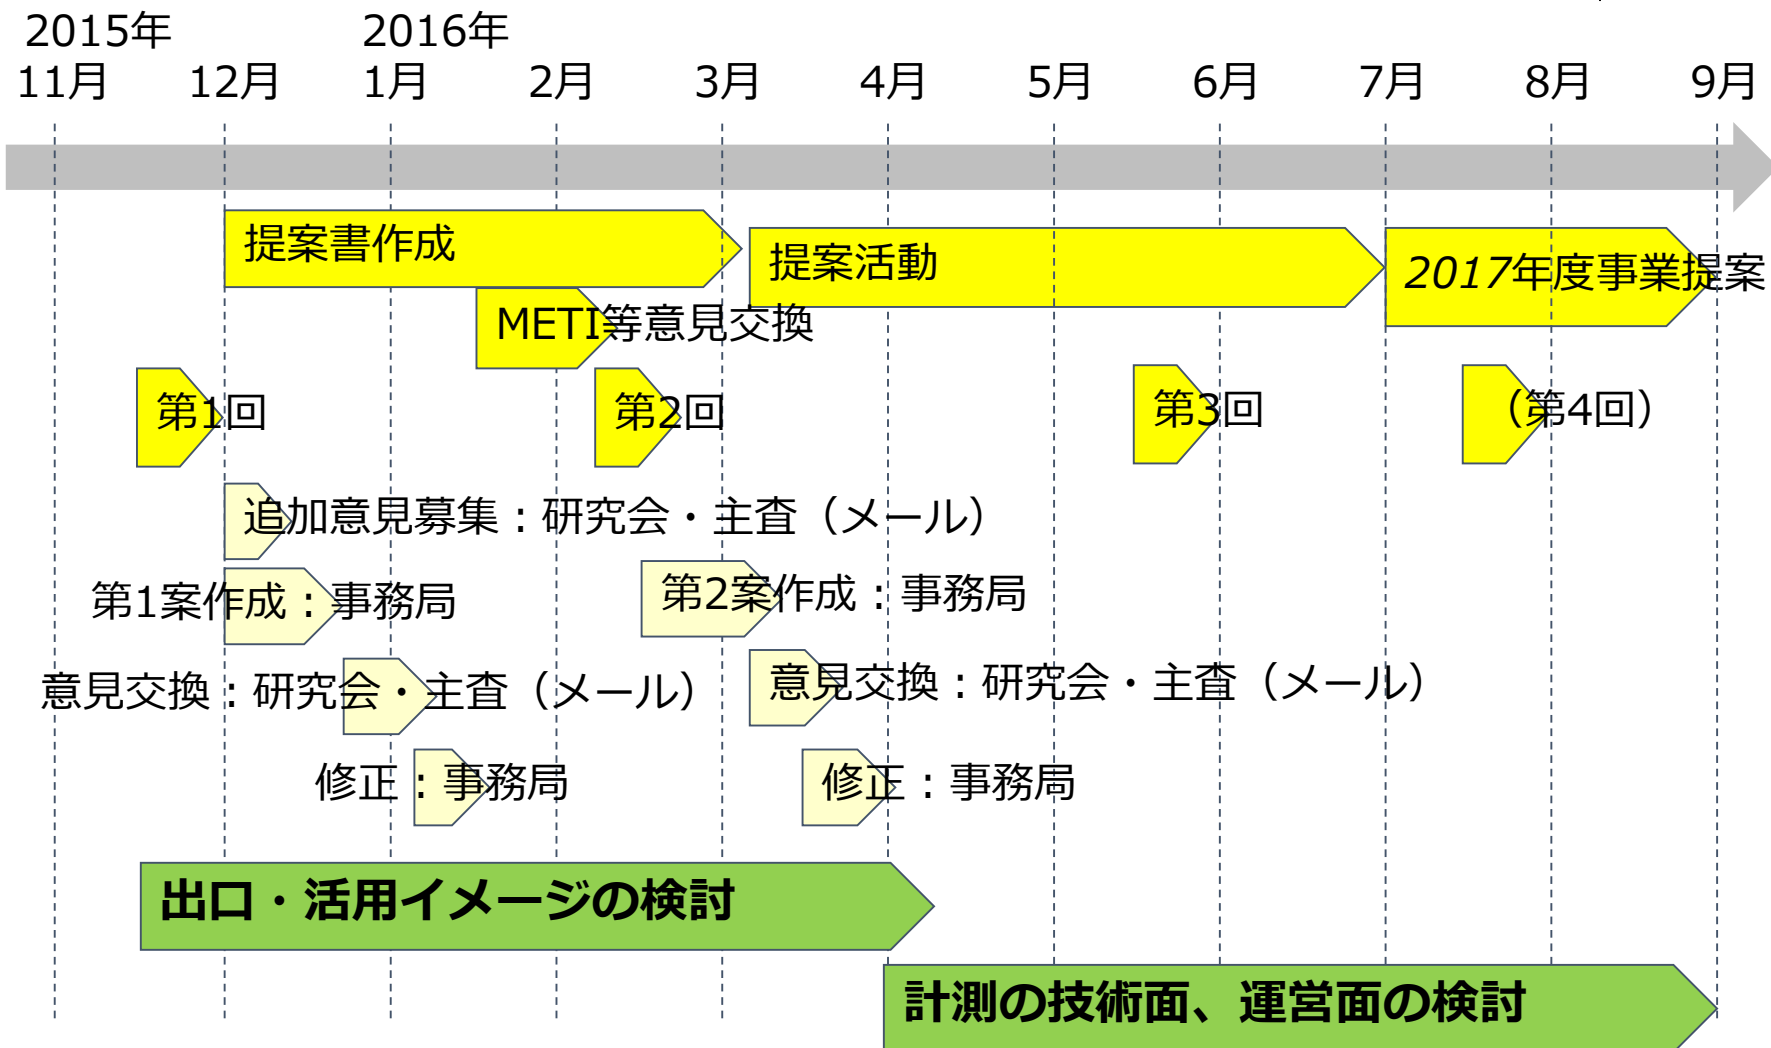 2015年
2016年
11月
12月
1月
2月
3月
4月
5月
6月
7月
8月
9月
提案書作成
提案活動
2017年度事業提案
METI等意見交換
第1回
第2回
第3回
（第4回）
追加意見募集：研究会・主査（メール）
第1案作成：事務局
第2案作成：事務局
意見交換：研究会・主査（メール）
意見交換：研究会・主査（メール）
修正：事務局
修正：事務局
出口・活用イメージの検討
計測の技術面、運営面の検討